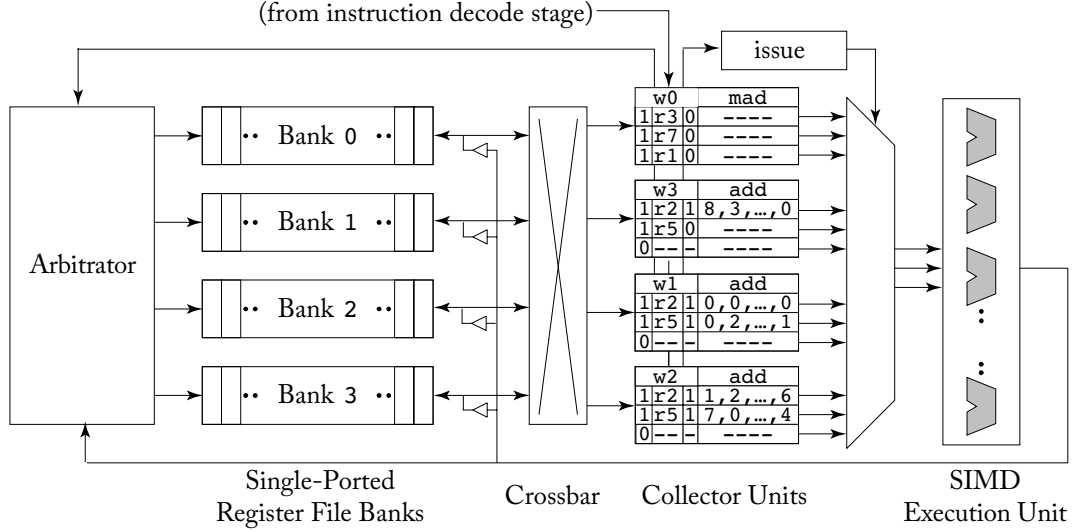 (from instruction decode stage)
issue
w0 mad
1 r3 0 ----
1 r7 0 ----
1 r1 0 ----
w3 add
1 r2 1 8,3,…,0
1 r5 0 ----
0 -- - ----
w1 add
1 r2 1 0,0,…,0
1 r5 1 0,2,…,1
0 -- - ----
w2 add
1 r2 1 1,2,…,6
1 r5 1 7,0,…,4
0 -- - ----
Arbitrator
•• Bank 0 ••
•• Bank 1 ••
•• Bank 2 ••
•• Bank 3 ••
Single-Ported
Register File Banks
Crossbar
Collector Units
SIMD
Execution Unit